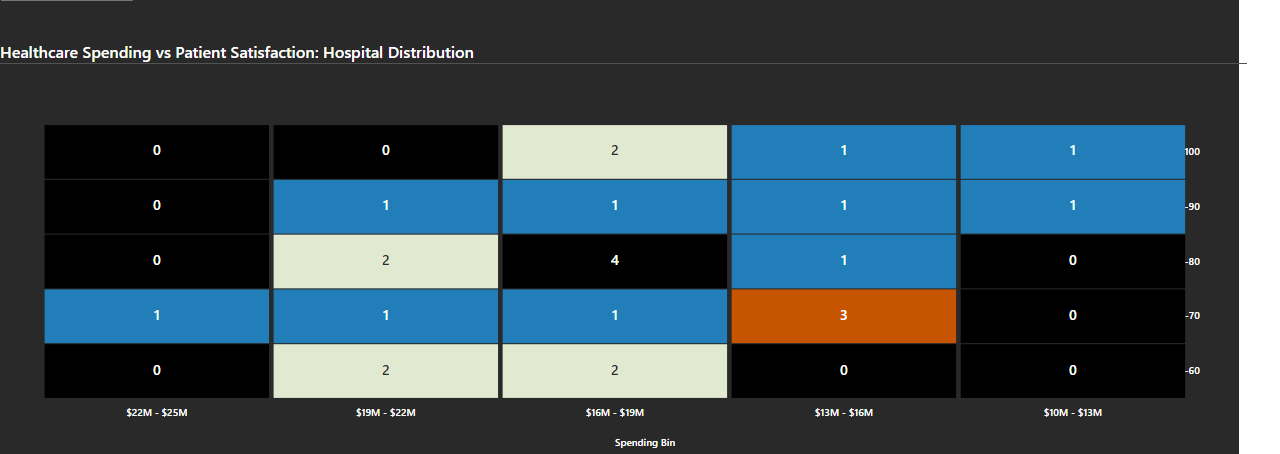 Healthcare Spending vs Patient Satisfaction: Hospital Distribution
0 0 2 1 1 100
0 1 1 1 1 -90
0 2 4 1 0 -80
1 1 1 3 0 -70
0 2 2 0 0 -60
$22M - $25M $19M - $22M $16M - $19M $13M - $16M $10M - $13M
Spending Bin